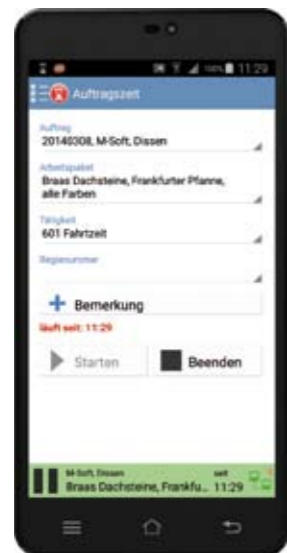 100% 11:29
Auftragszeit
Auftrag
20140308, M-Soft, Dissen
Arbeitspaket
Braas Dachsteine, Frankfurter Pfanne,
alle Farben
Tätigkeit
601 Fahrtzeit
Regienummer
Bemerkung
läuft seit: 11:29
Starten Beenden
M-Soft, Dissen seit
Braas Dachsteine, Frankfu... 11:29